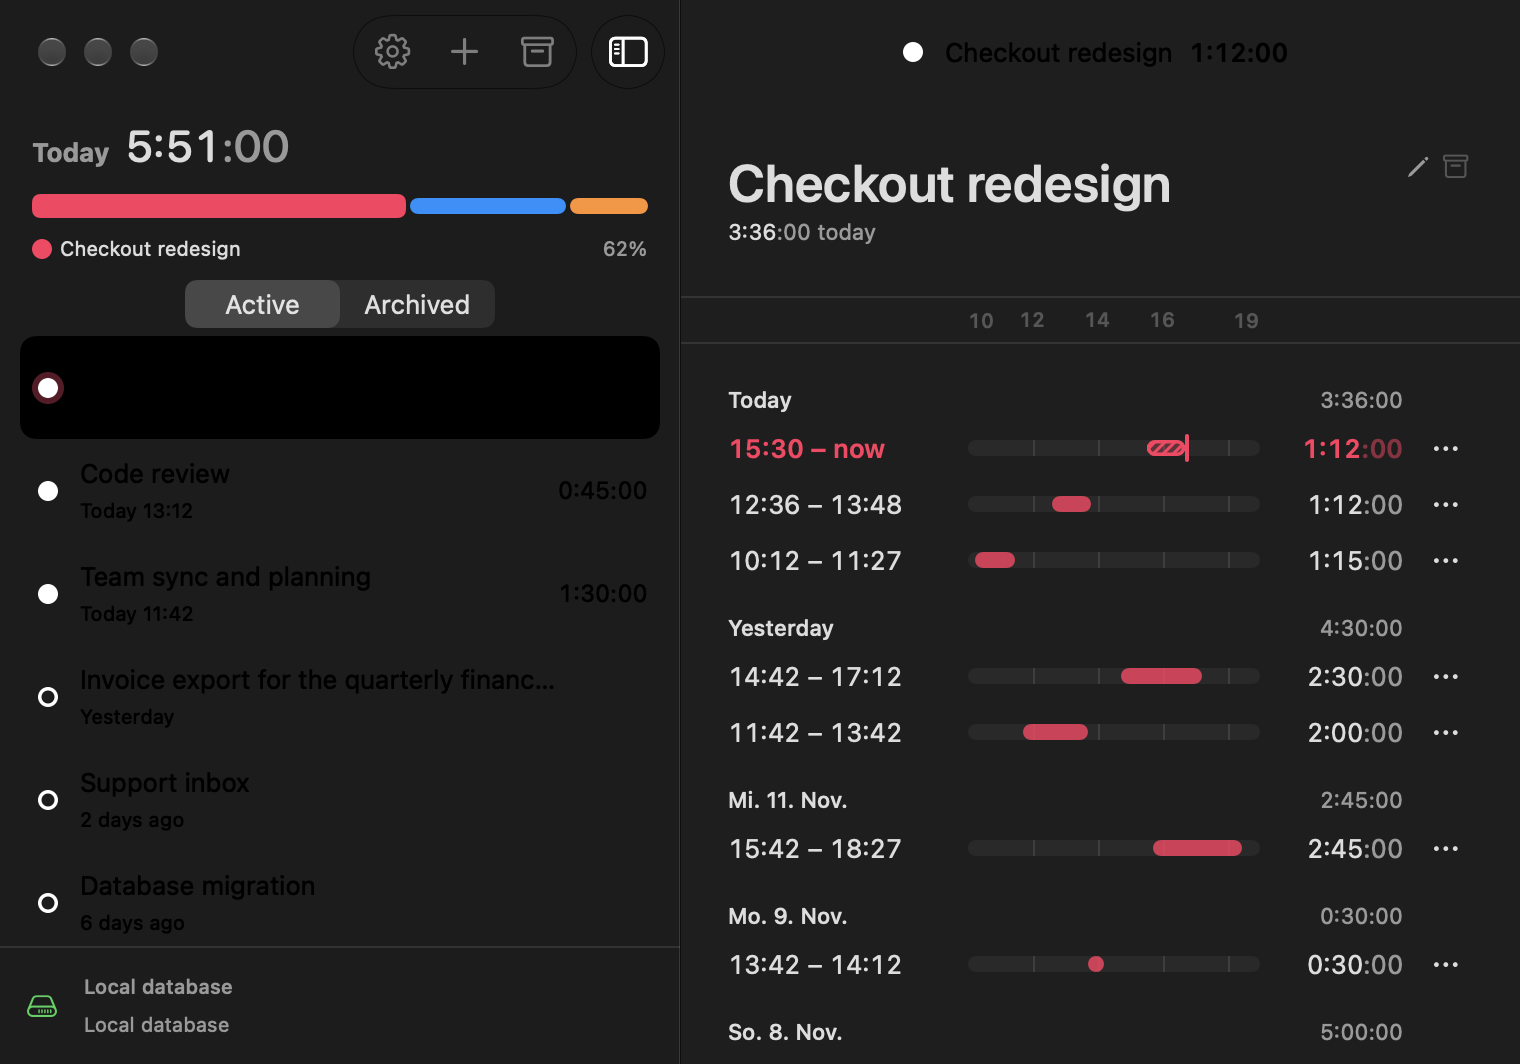 Checkout redesign 1:12:00
Today 5:51:00
Checkout redesign 62%
Active Archived
Code review
Today 13:12
0:45:00
Team sync and planning
Today 11:42
1:30:00
Invoice export for the quarterly financ...
Yesterday
Support inbox
2 days ago
Database migration
6 days ago
Local database
Local database
Checkout redesign
3:36:00 today
10 12 14 16 19
Today 3:36:00
15:30 – now 1:12:00
12:36 – 13:48 1:12:00
10:12 – 11:27 1:15:00
Yesterday 4:30:00
14:42 – 17:12 2:30:00
11:42 – 13:42 2:00:00
Mi. 11. Nov. 2:45:00
15:42 – 18:27 2:45:00
Mo. 9. Nov. 0:30:00
13:42 – 14:12 0:30:00
So. 8. Nov. 5:00:00